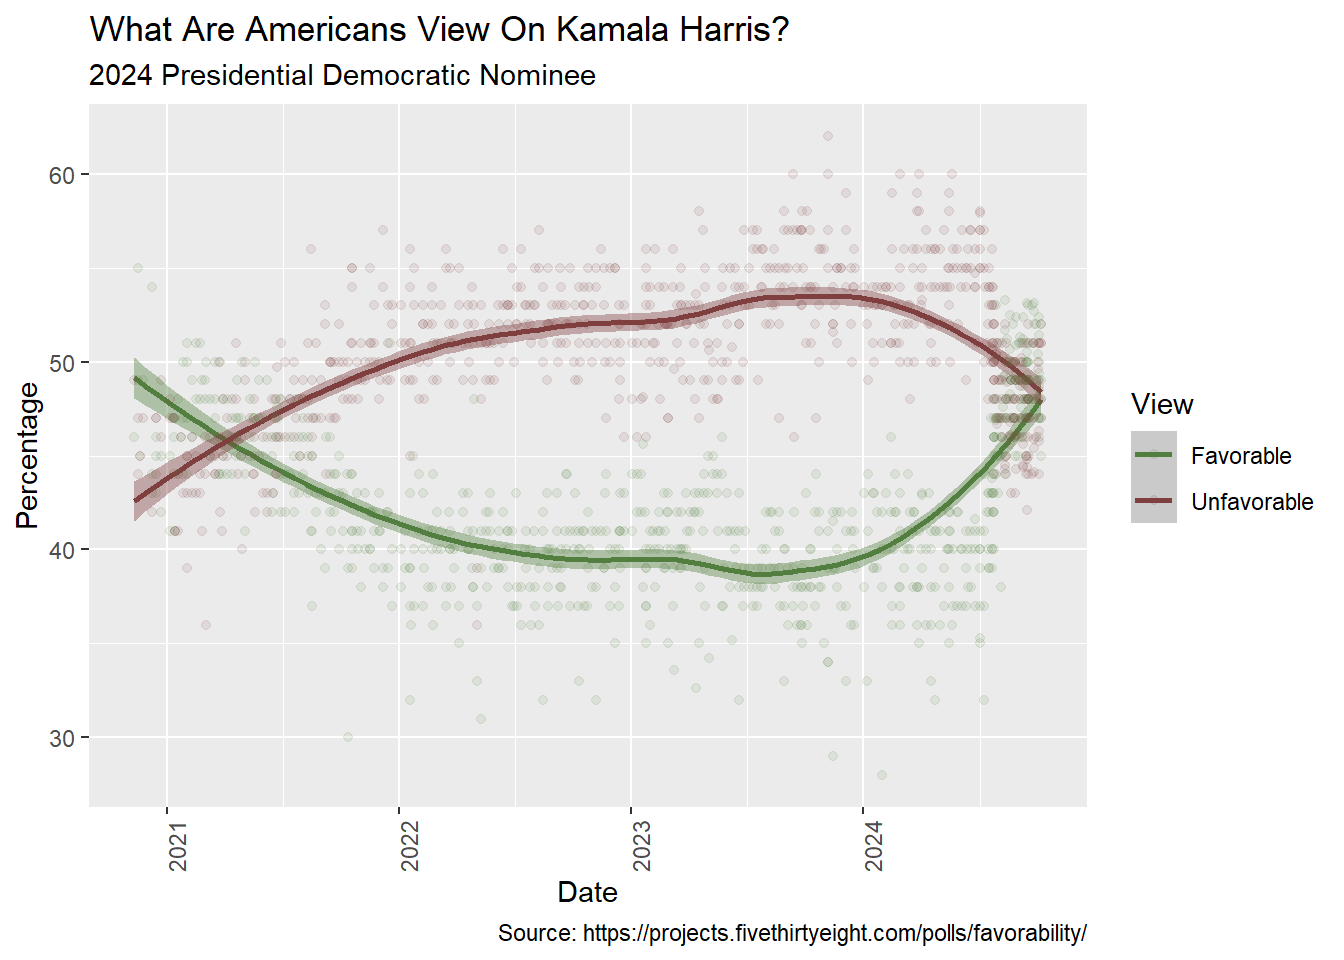 What Are Americans View On Kamala Harris?
2024 Presidential Democratic Nominee
60
50
40
30
Percentage
2021
2022
2023
2024
Date
View
Favorable
Unfavorable
Source: https://projects.fivethirtyeight.com/polls/favorability/